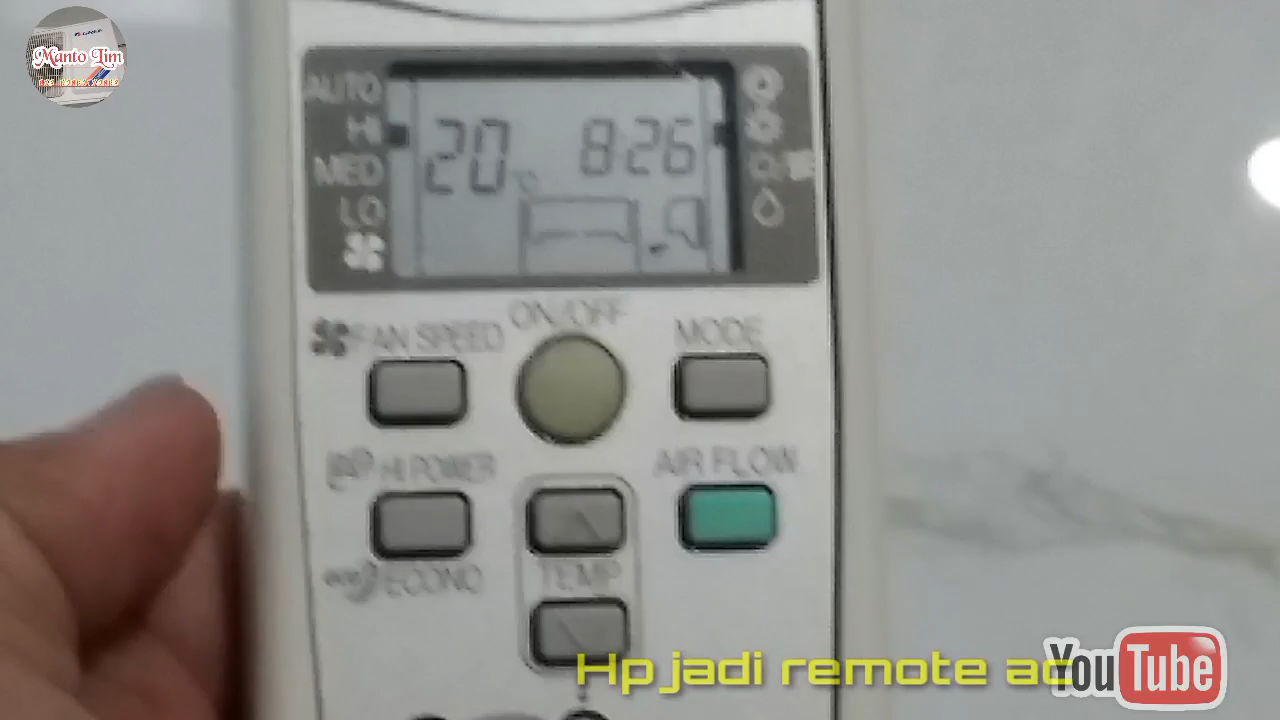 Manto Lim
AUTO
HI
MED
LO
20 °C 8:26
FAN SPEED
ON/OFF
MODE
HI POWER
AIR FLOW
ECONO
TEMP
Hp jadi remote ac
YouTube